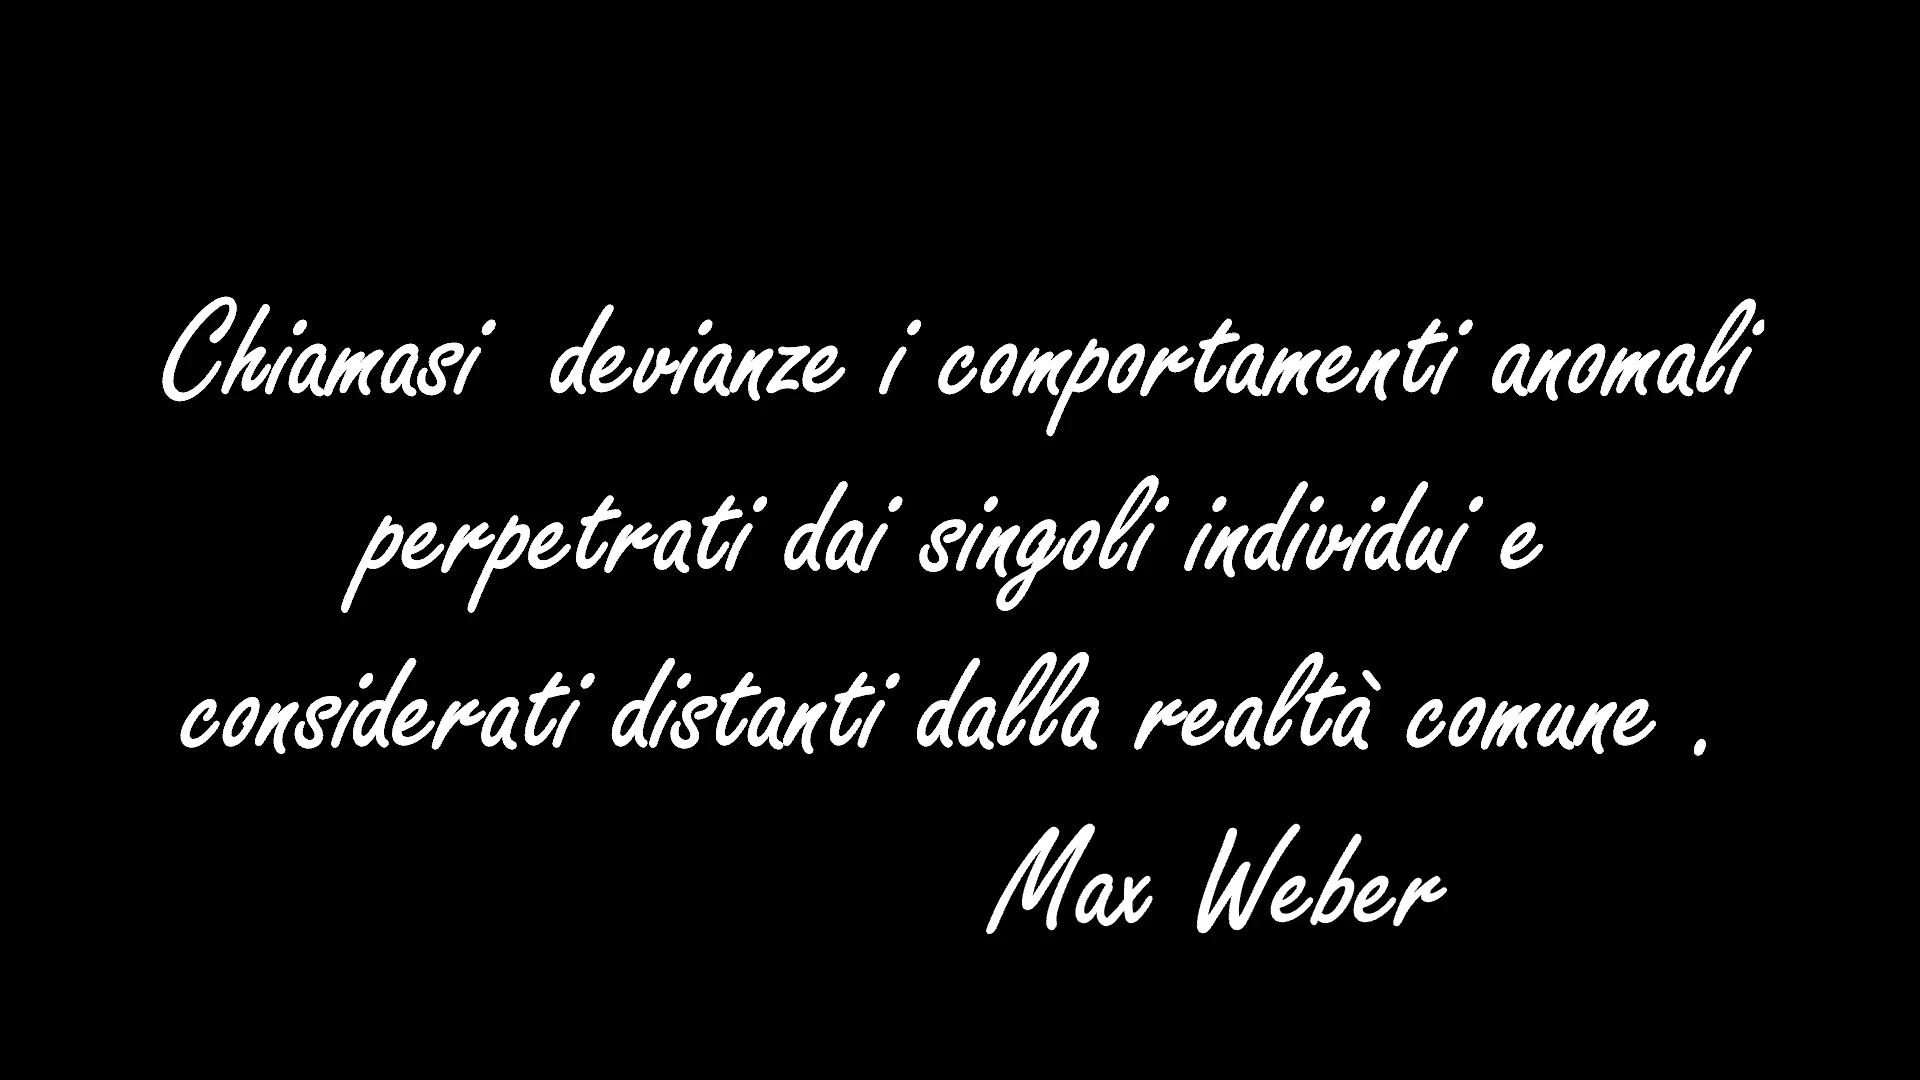 Chiamasi devianze i comportamenti anomali
perpetrati dai singoli individui e
considerati distanti dalla realtà comune .
Max Weber